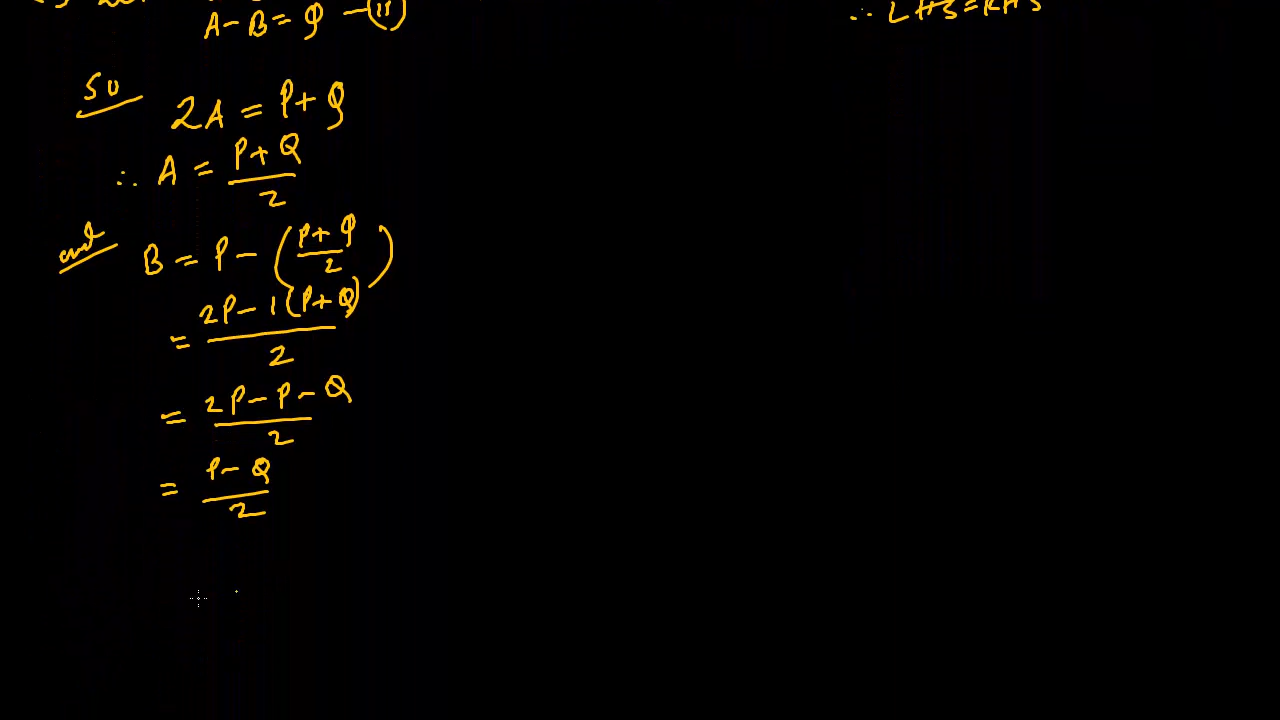 A - B = Q - (ii)
∴ LHS = RHS
So
2A = P + Q
∴ A = P + Q / 2
and
B = P - (P + Q / 2)
= 2P - 1(P + Q) / 2
= 2P - P - Q / 2
= P - Q / 2